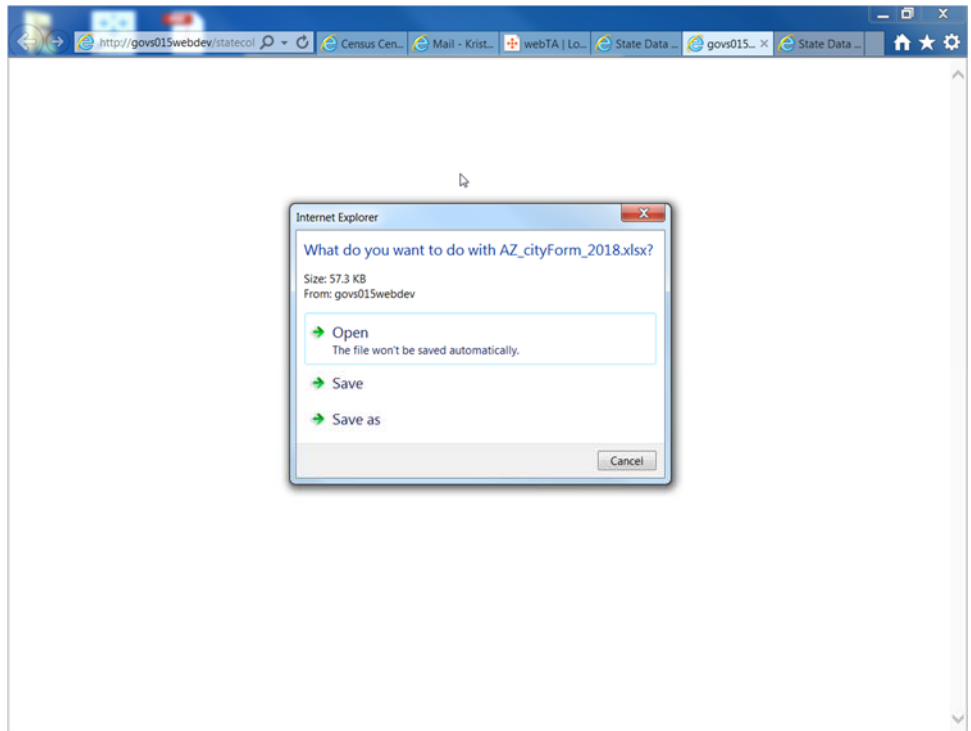 http://govs015webdev/statecol
Census Cen...
Mail - Krist...
webTA | Lo...
State Data ...
govs015...
State Data ...
Internet Explorer
What do you want to do with AZ_cityForm_2018.xlsx?
Size: 57.3 KB
From: govs015webdev
Open
The file won't be saved automatically.
Save
Save as
Cancel